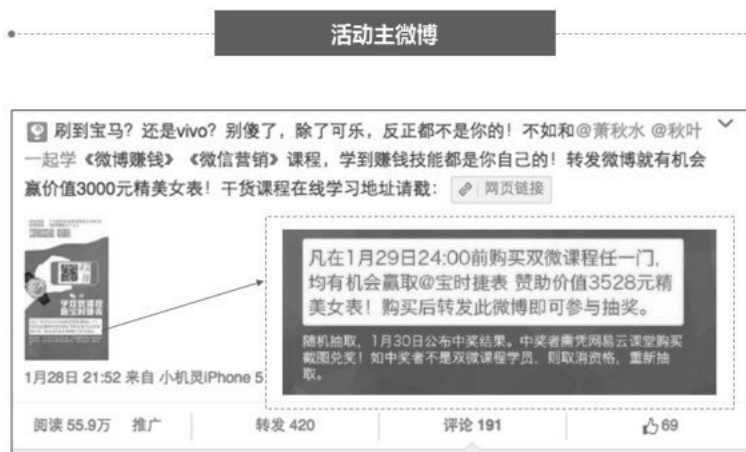 活动主微博
刷到宝马？还是vivo？别傻了，除了可乐，反正都不是你的！不如和@萧秋水 @秋叶
一起学《微博赚钱》《微信营销》课程，学到赚钱技能都是你自己的！转发微博就有机会
赢价值3000元精美女表！干货课程在线学习地址请戳： 网页链接
凡在1月29日24:00前购买双微课程任一门，
均有机会赢取@宝时捷表 赞助价值3528元精
美女表！购买后转发此微博即可参与抽奖。
随机抽取，1月30日公布中奖结果。中奖者需凭网易云课堂购买
截图兑奖！如中奖者不是双微课程学员，则取消资格，重新抽
取。
学双微课程
赢宝时捷表
1月28日 21:52 来自 小机灵iPhone 5
阅读 55.9万 推广 转发 420 评论 191 69